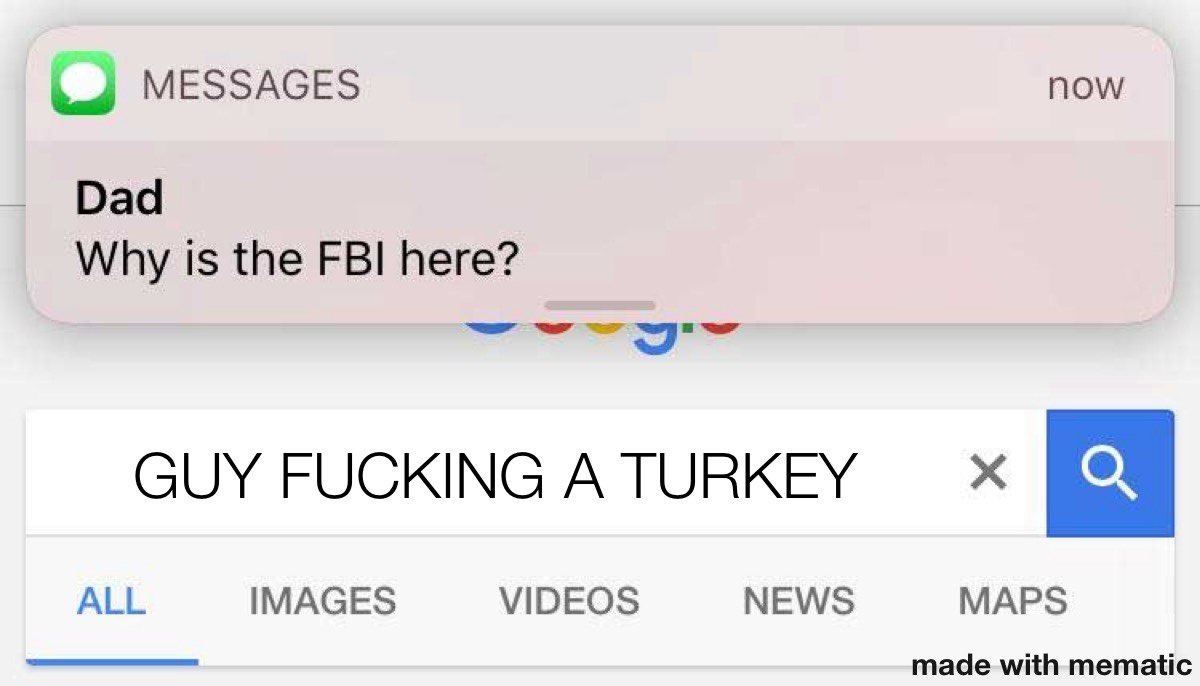 MESSAGES now
Dad
Why is the FBI here?
Google
GUY FUCKING A TURKEY
ALL IMAGES VIDEOS NEWS MAPS
made with mematic